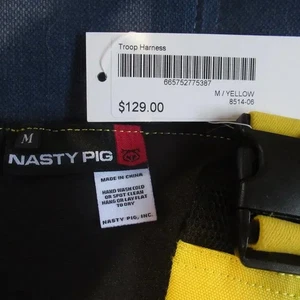 Troop Harness
665752775387
M / YELLOW
8514-06
$129.00
M
NASTY PIG
MADE IN CHINA
HAND WASH COLD
OR SPOT CLEAN
HANG OR LAY FLAT
TO DRY
NASTY PIG, INC.